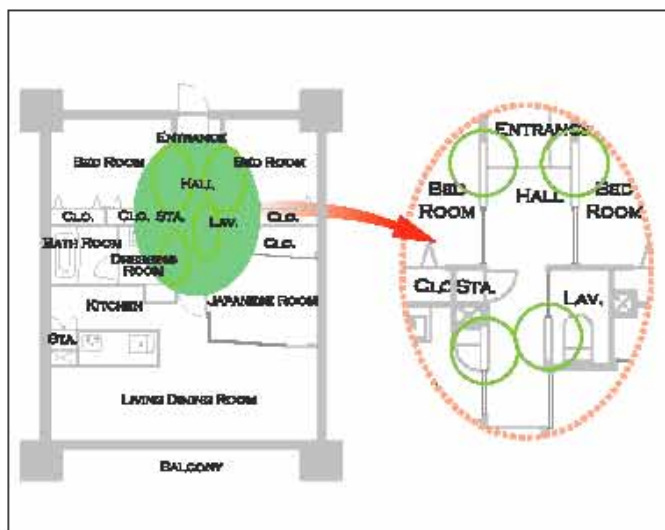 ENTRANCE
BED ROOM
BED ROOM
HALL
CLO.
CLO.
STA.
LAV.
CLO.
BATH ROOM
CLO.
DRESSING ROOM
KITCHEN
JAPANESE ROOM
STA.
LIVING DINING ROOM
BALCONY
ENTRANCE
BED
ROOM
HALL
BED
ROOM
CLO.
STA.
LAV.